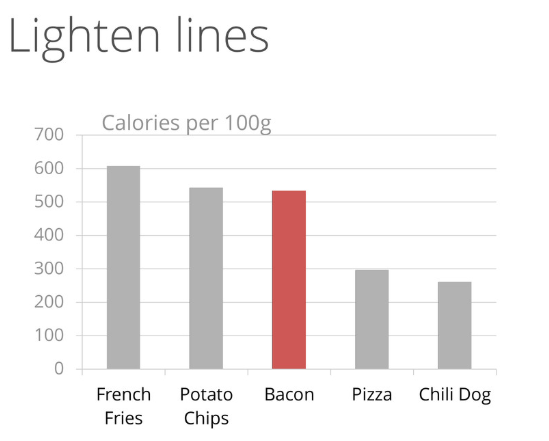 Lighten lines
Calories per 100g
700
600
500
400
300
200
100
0
French Fries
Potato Chips
Bacon
Pizza
Chili Dog